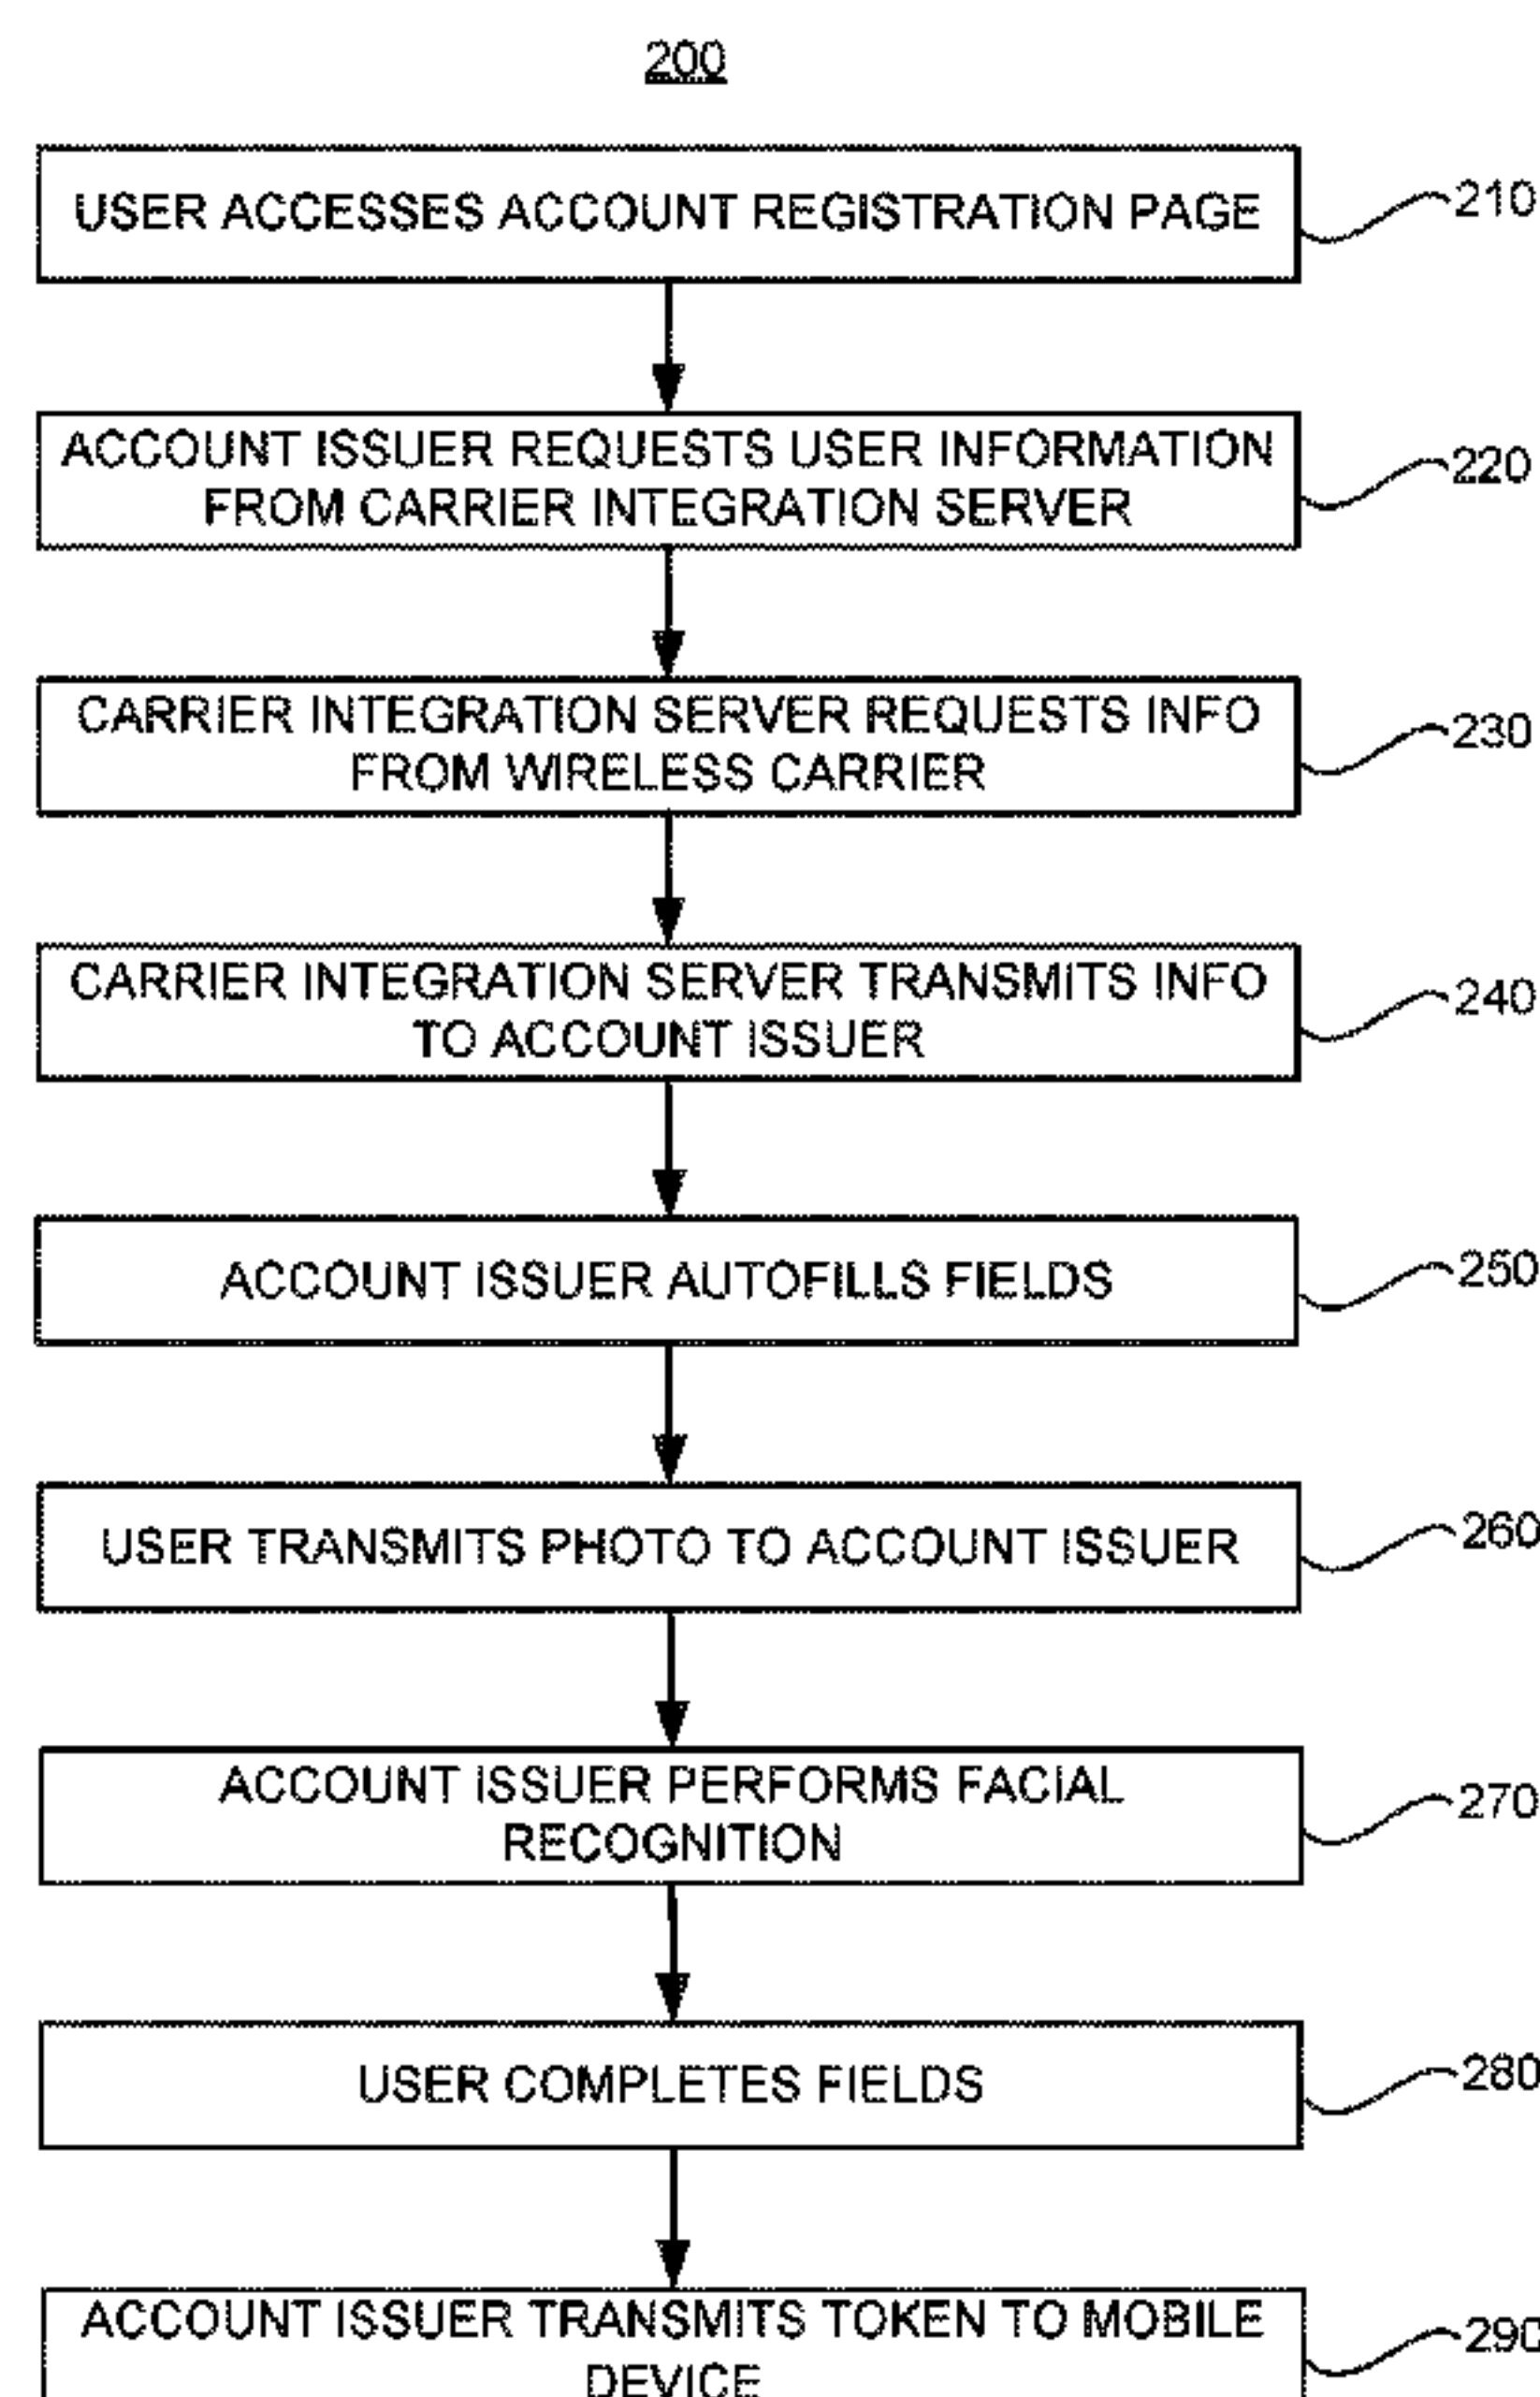 200
USER ACCESSES ACCOUNT REGISTRATION PAGE
210
ACCOUNT ISSUER REQUESTS USER INFORMATION
FROM CARRIER INTEGRATION SERVER
220
CARRIER INTEGRATION SERVER REQUESTS INFO
FROM WIRELESS CARRIER
230
CARRIER INTEGRATION SERVER TRANSMITS INFO
TO ACCOUNT ISSUER
240
ACCOUNT ISSUER AUTOFILLS FIELDS
250
USER TRANSMITS PHOTO TO ACCOUNT ISSUER
260
ACCOUNT ISSUER PERFORMS FACIAL
RECOGNITION
270
USER COMPLETES FIELDS
280
ACCOUNT ISSUER TRANSMITS TOKEN TO MOBILE
DEVICE
290